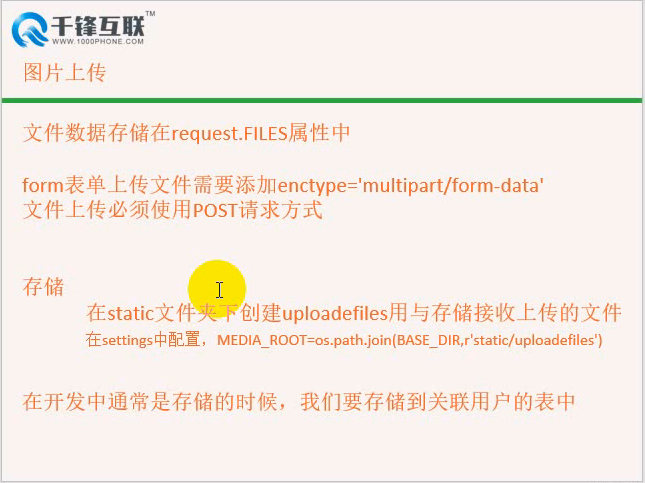 千锋互联™
WWW.1000PHONE.COM
图片上传
文件数据存储在request.FILES属性中
form表单上传文件需要添加enctype='multipart/form-data'
文件上传必须使用POST请求方式
存储
在static文件夹下创建uploadefiles用与存储接收上传的文件
在settings中配置，MEDIA_ROOT=os.path.join(BASE_DIR,r'static/uploadefiles')
在开发中通常是存储的时候，我们要存储到关联用户的表中